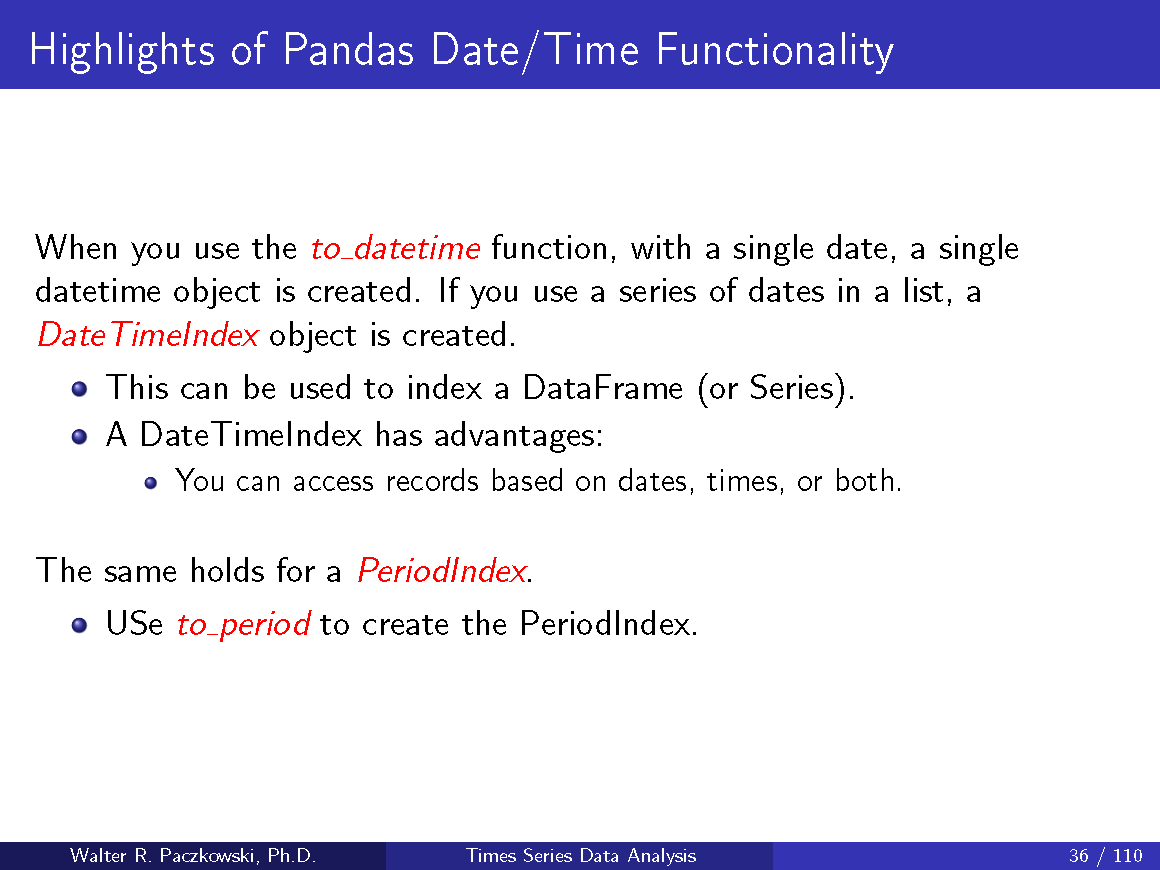 Highlights of Pandas Date/Time Functionality
When you use the to_datetime function, with a single date, a single
datetime object is created. If you use a series of dates in a list, a
DateTimeIndex object is created.
This can be used to index a DataFrame (or Series).
A DateTimeIndex has advantages:
You can access records based on dates, times, or both.
The same holds for a PeriodIndex.
USe to_period to create the PeriodIndex.
Walter R. Paczkowski, Ph.D.
Times Series Data Analysis
36 / 110